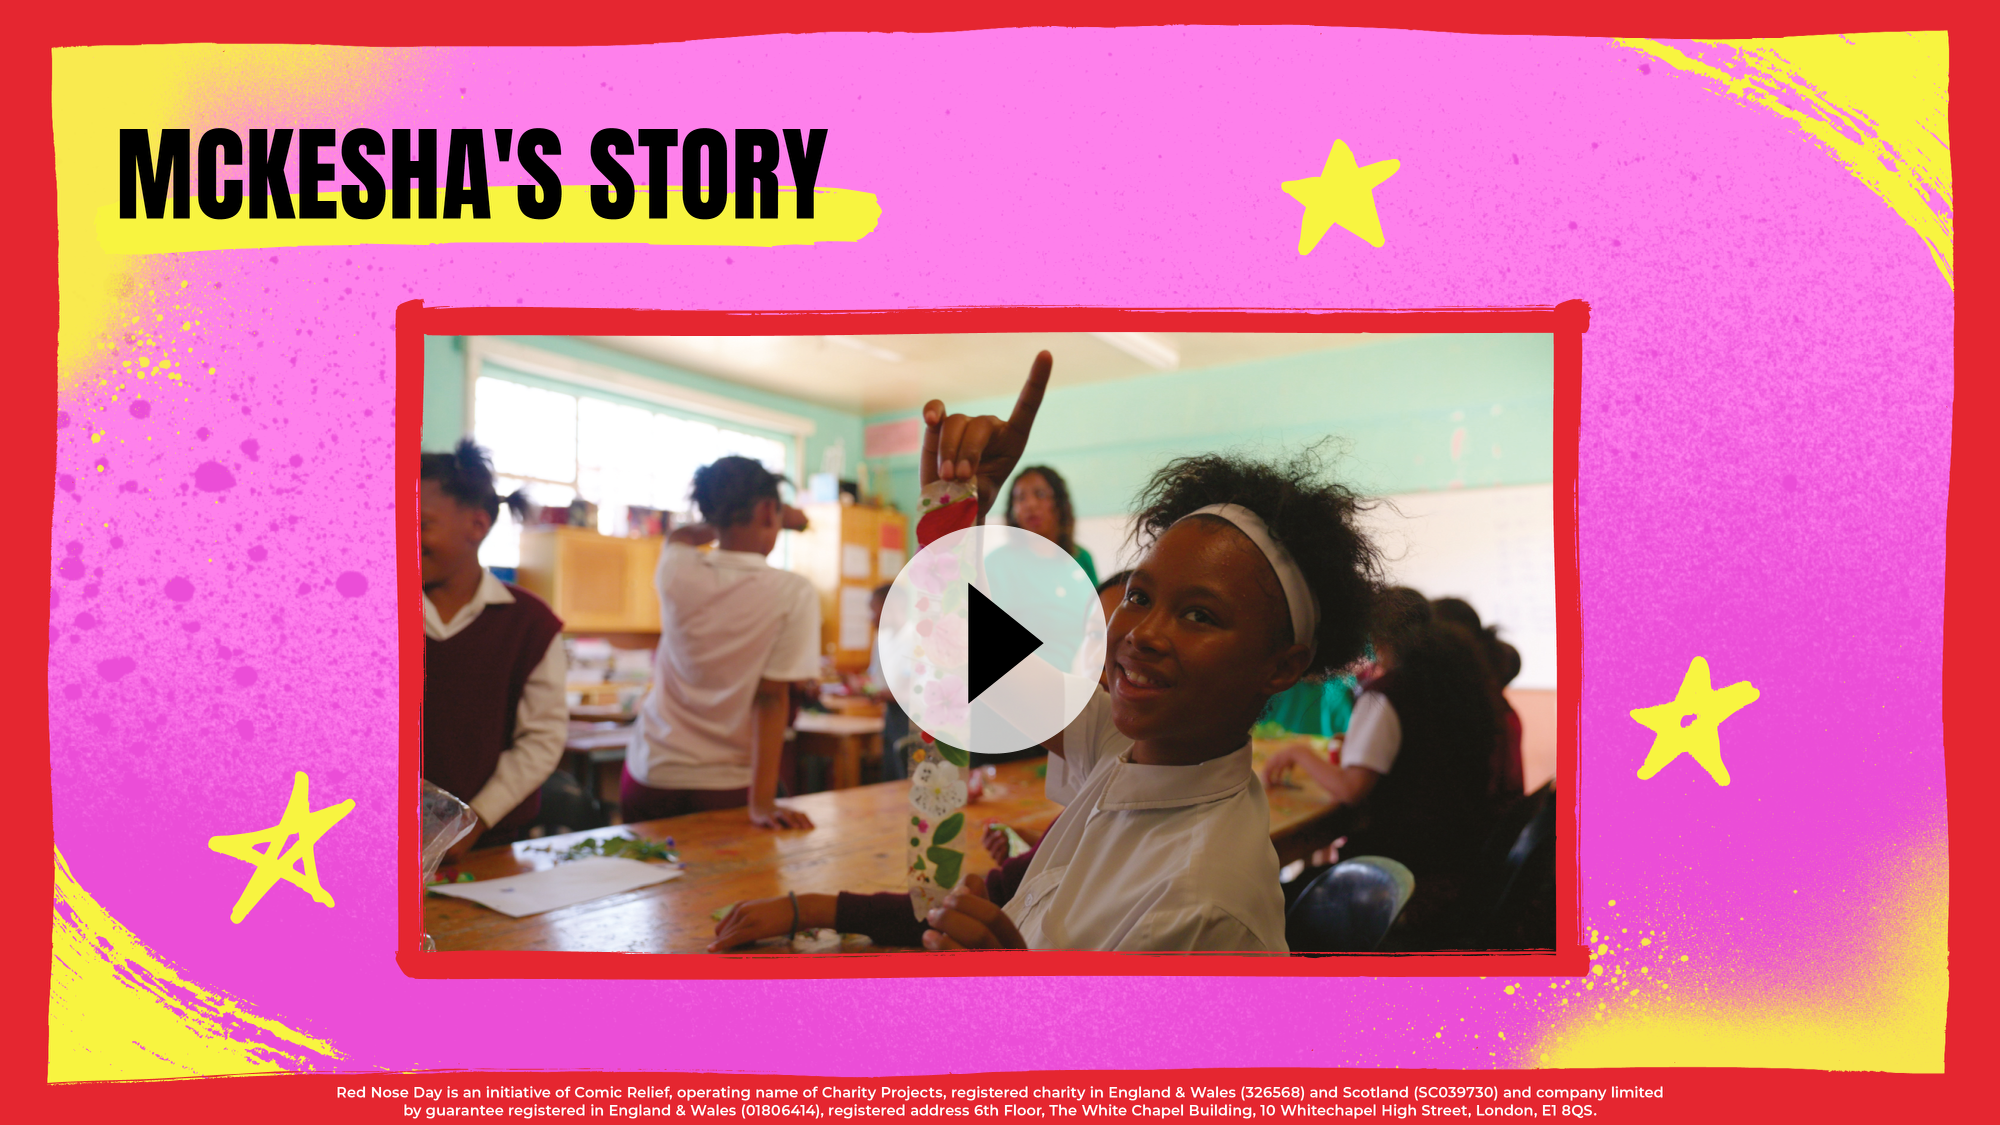 MCKESHA'S STORY
Red Nose Day is an initiative of Comic Relief, operating name of Charity Projects, registered charity in England & Wales (326568) and Scotland (SC039730) and company limited
by guarantee registered in England & Wales (01806414), registered address 6th Floor, The White Chapel Building, 10 Whitechapel High Street, London, E1 8QS.